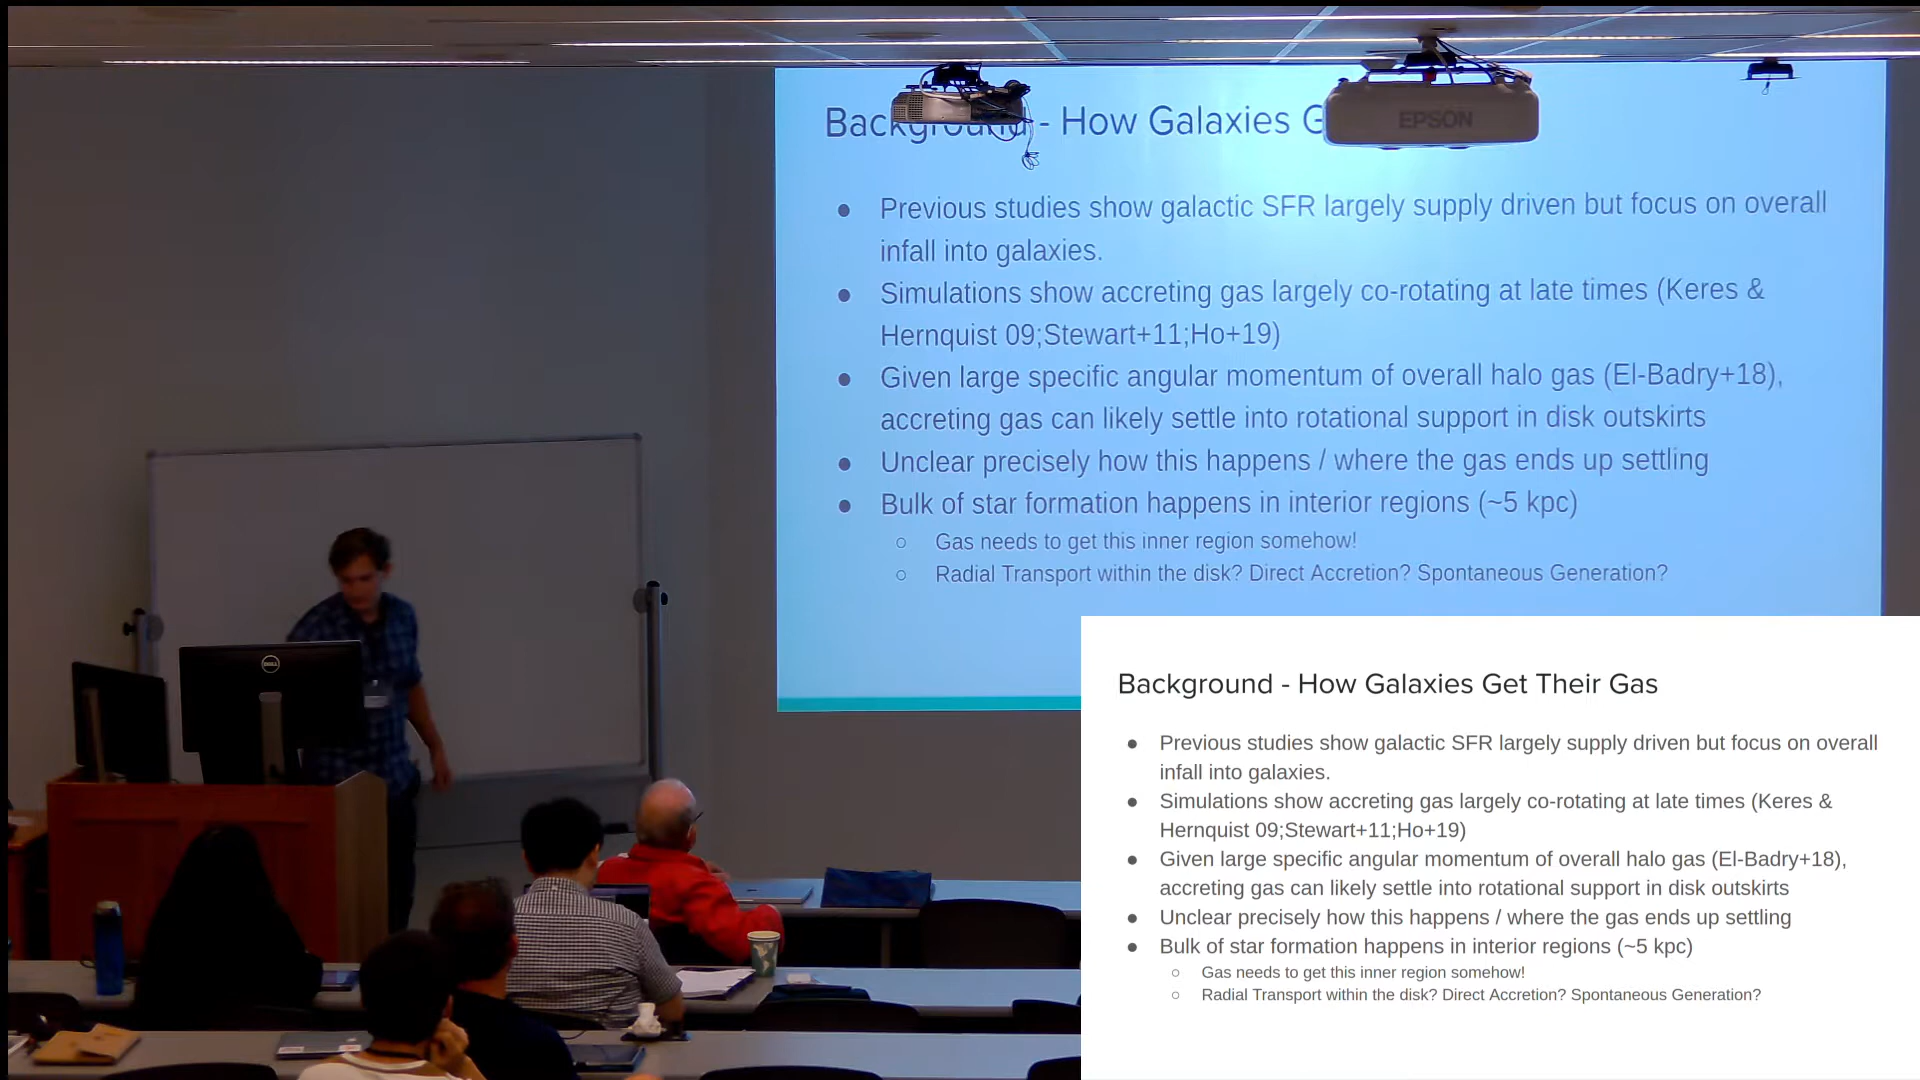 Background - How Galaxies G
EPSON
● Previous studies show galactic SFR largely supply driven but focus on overall
infall into galaxies.
● Simulations show accreting gas largely co-rotating at late times (Keres &
Hernquist 09;Stewart+11;Ho+19)
● Given large specific angular momentum of overall halo gas (El-Badry+18),
accreting gas can likely settle into rotational support in disk outskirts
● Unclear precisely how this happens / where the gas ends up settling
● Bulk of star formation happens in interior regions (~5 kpc)
○ Gas needs to get this inner region somehow!
○ Radial Transport within the disk? Direct Accretion? Spontaneous Generation?
DELL
Background - How Galaxies Get Their Gas
● Previous studies show galactic SFR largely supply driven but focus on overall
infall into galaxies.
● Simulations show accreting gas largely co-rotating at late times (Keres &
Hernquist 09;Stewart+11;Ho+19)
● Given large specific angular momentum of overall halo gas (El-Badry+18),
accreting gas can likely settle into rotational support in disk outskirts
● Unclear precisely how this happens / where the gas ends up settling
● Bulk of star formation happens in interior regions (~5 kpc)
○ Gas needs to get this inner region somehow!
○ Radial Transport within the disk? Direct Accretion? Spontaneous Generation?